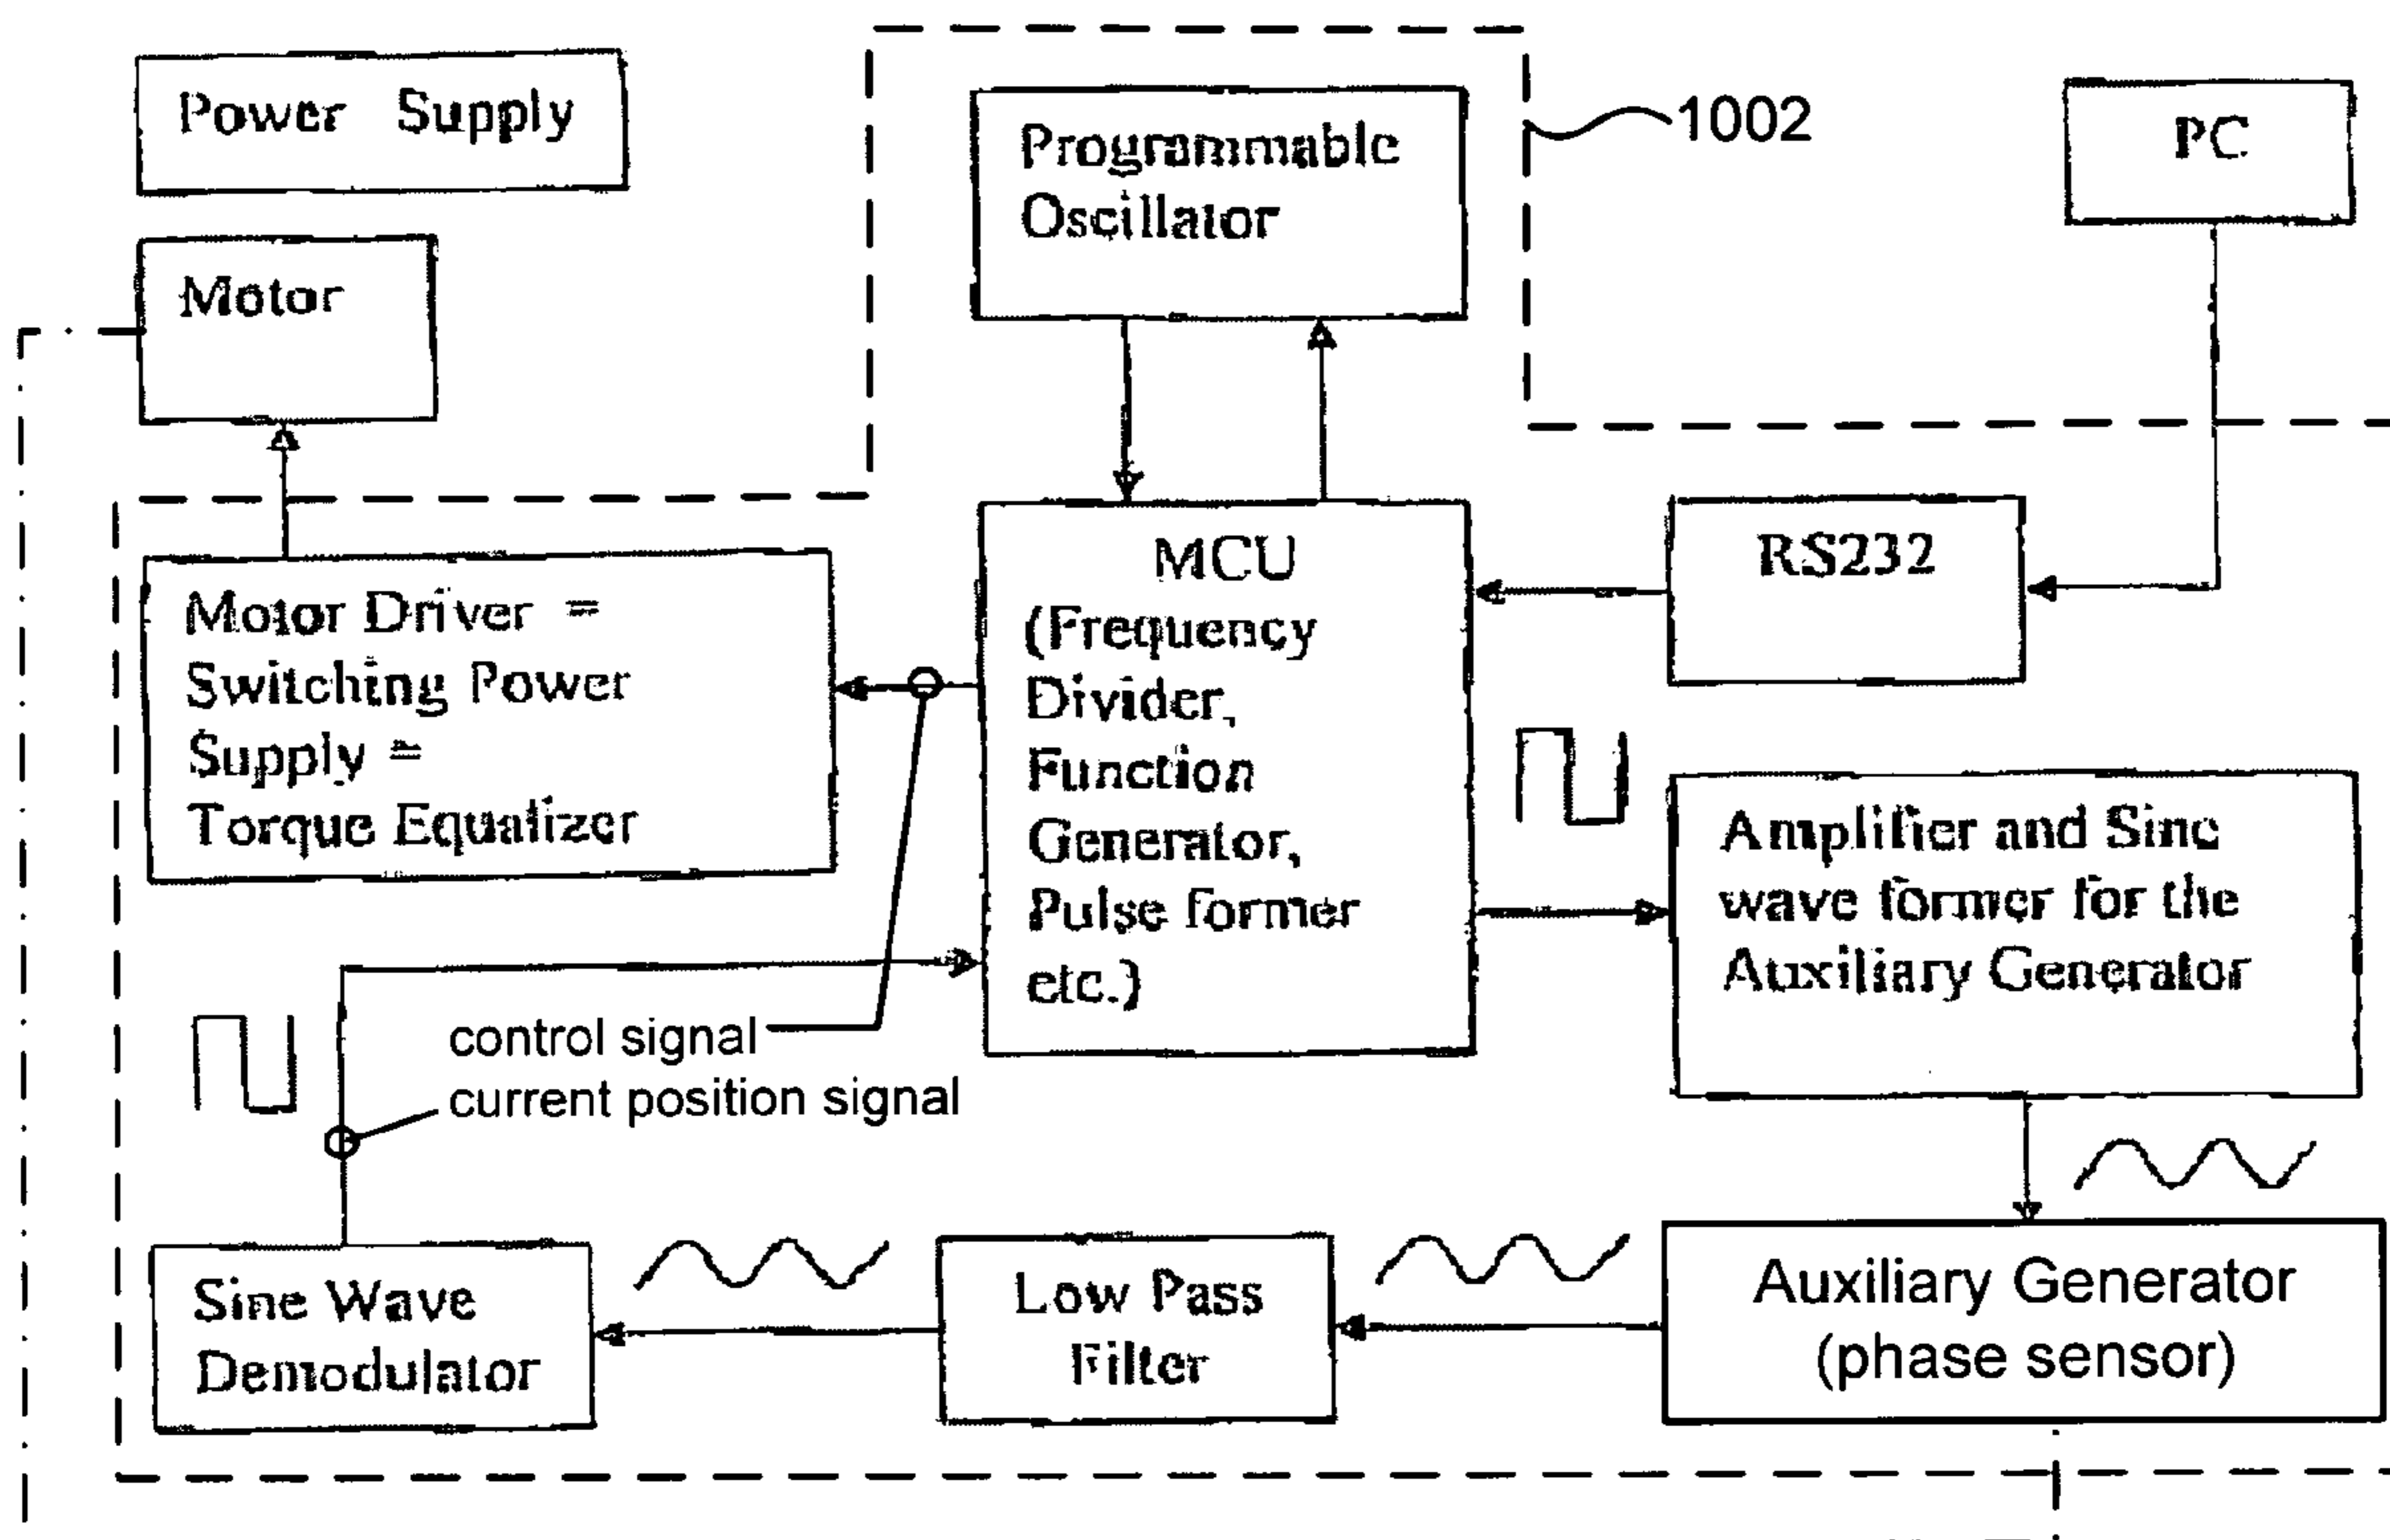 Power Supply
Programmable
Oscillator
1002
PC
Motor
MCU
(Frequency
Divider,
Function
Generator,
Pulse former
etc.)
RS232
Motor Driver =
Switching Power
Supply =
Torque Equalizer
Amplifier and Sine
wave former for the
Auxiliary Generator
control signal
current position signal
Sine Wave
Demodulator
Low Pass
Filter
Auxiliary Generator
(phase sensor)